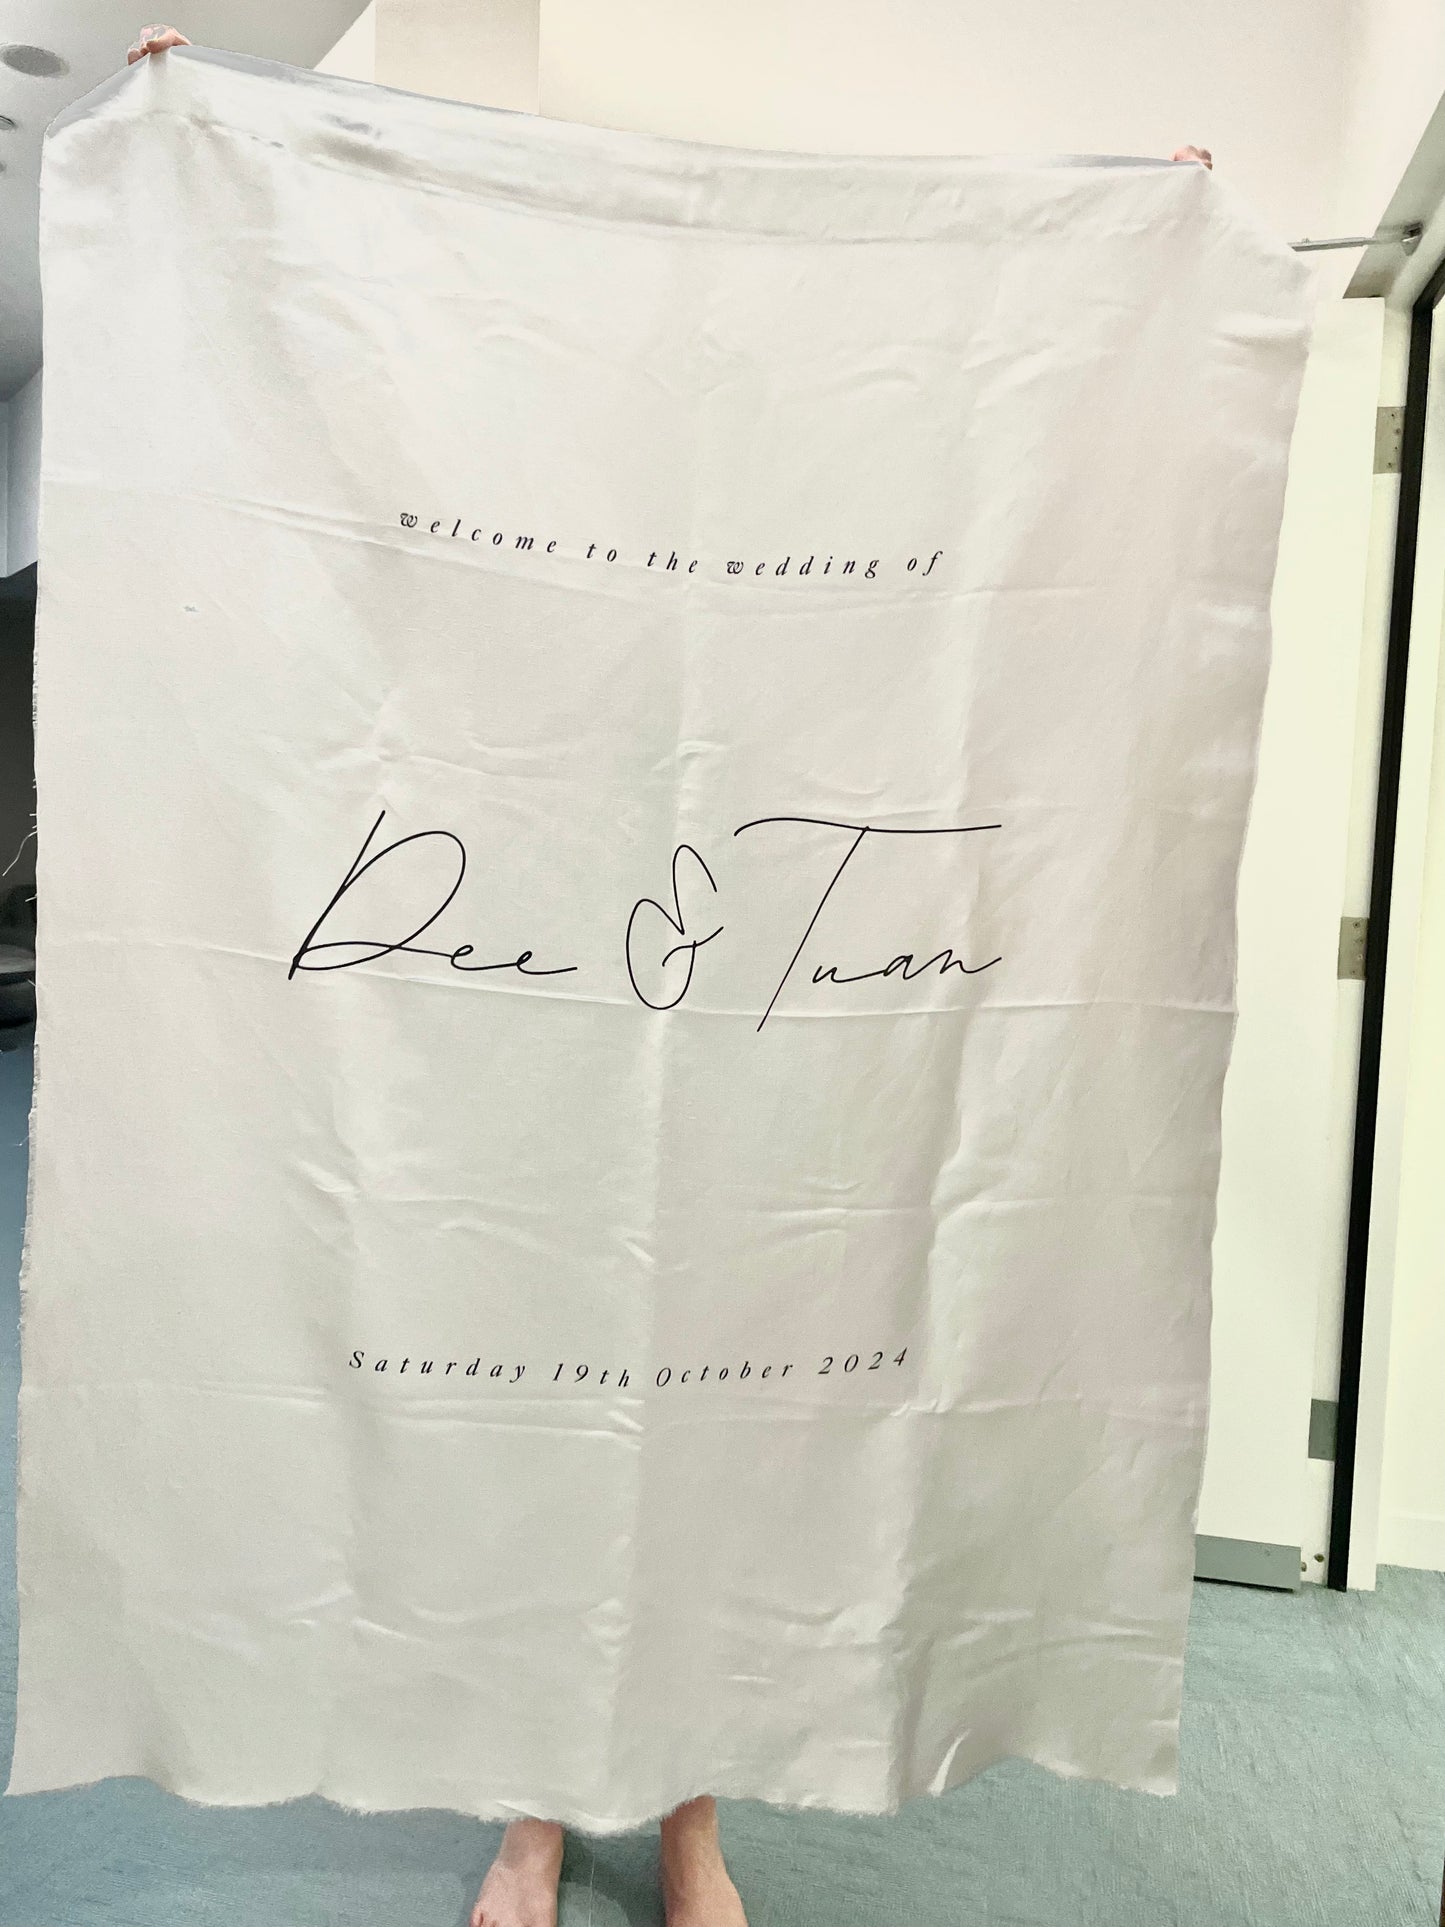 welcome to the wedding of
Dee & Tuan
Saturday 19th October 2024